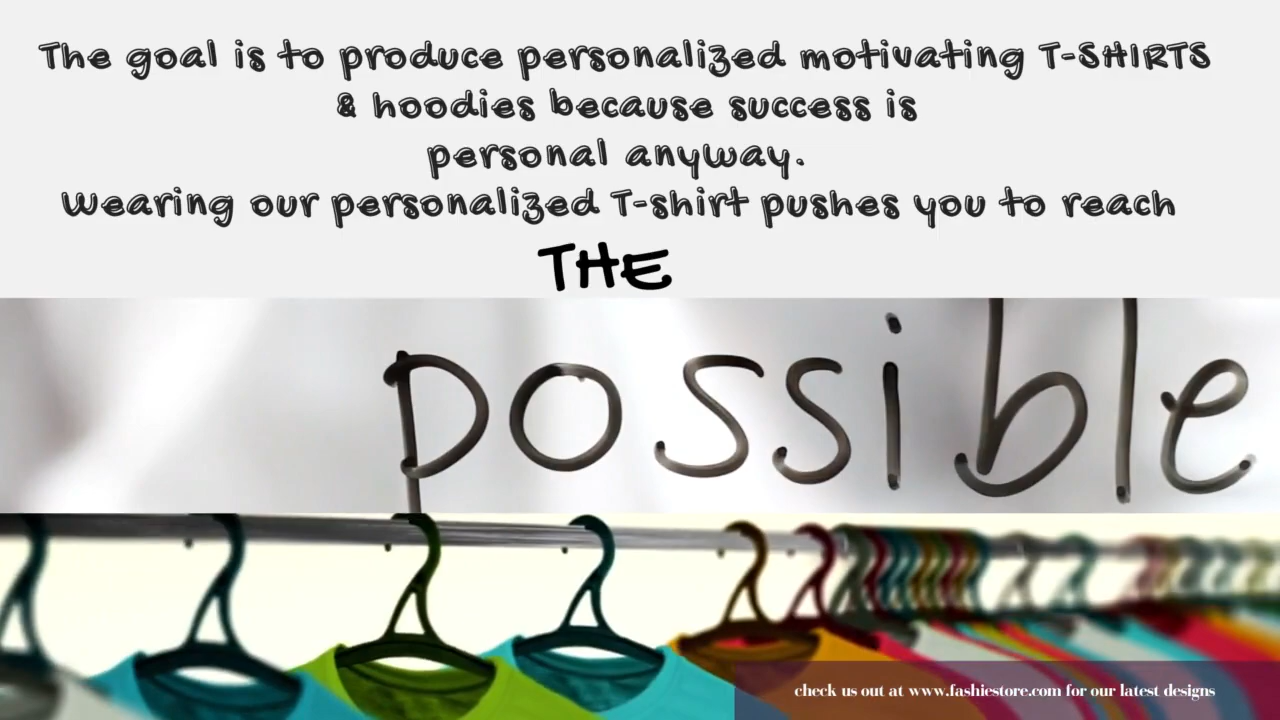 The goal is to produce personalized motivating T-SHIRTS
& hoodies because success is
personal anyway.
Wearing our personalized T-shirt pushes you to reach
THE
possible
check us out at www.fashiestore.com for our latest designs